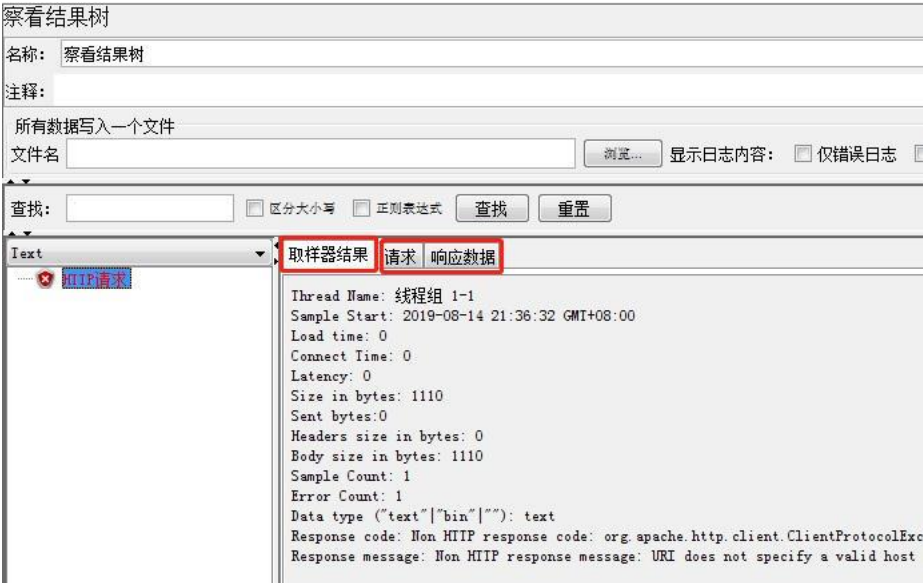 察看结果树
名称： 察看结果树
注释：
所有数据写入一个文件
文件名 浏览... 显示日志内容： 仅错误日志
查找： 区分大小写 正则表达式 查找 重置
Text 取样器结果 请求 响应数据
HTTP请求
Thread Name: 线程组 1-1
Sample Start: 2019-08-14 21:36:32 GMT+08:00
Load time: 0
Connect Time: 0
Latency: 0
Size in bytes: 1110
Sent bytes:0
Headers size in bytes: 0
Body size in bytes: 1110
Sample Count: 1
Error Count: 1
Data type ("text"|"bin"|""): text
Response code: Non HTTP response code: org.apache.http.client.ClientProtocolExc
Response message: Non HTTP response message: URI does not specify a valid host